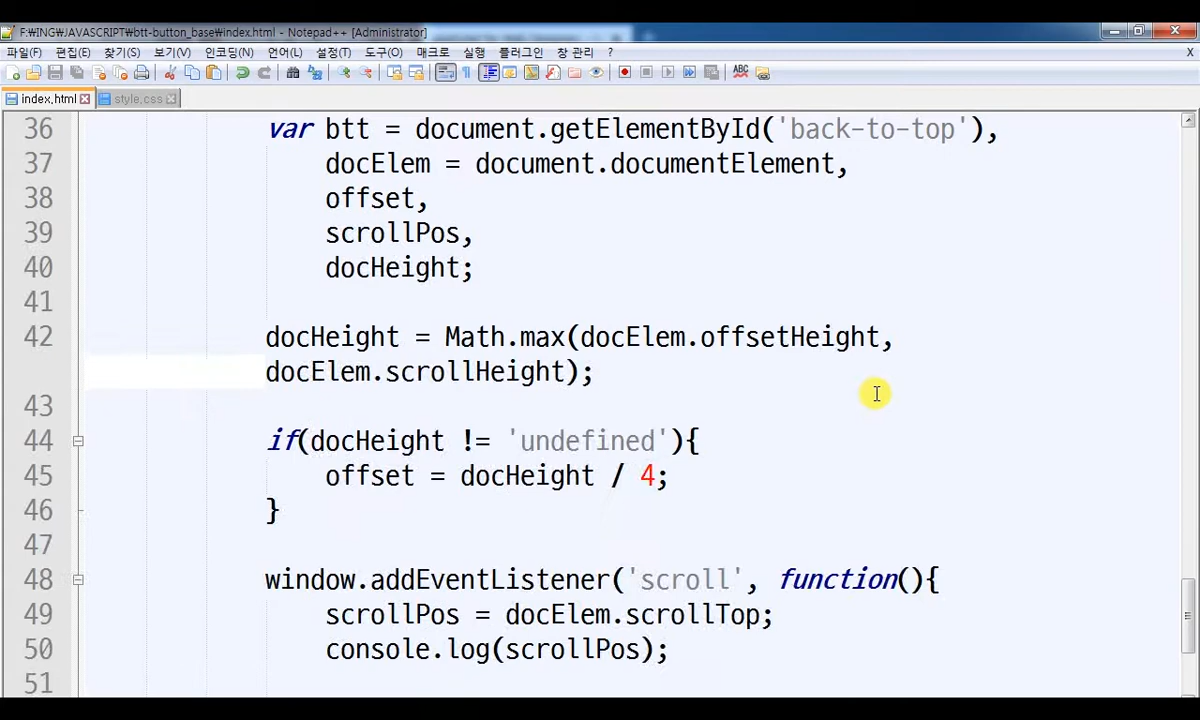 F:₩ING₩JAVASCRIPT₩btt-button_base₩index.html - Notepad++ [Administrator]
파일(F) 편집(E) 찾기(S) 보기(V) 인코딩(N) 언어(L) 설정(T) 도구(O) 매크로 실행 플러그인 창 관리 ? X
index.html style.css
36 var btt = document.getElementById('back-to-top'),
37 docElem = document.documentElement,
38 offset,
39 scrollPos,
40 docHeight;
41
42 docHeight = Math.max(docElem.offsetHeight,
docElem.scrollHeight);
43
44 if(docHeight != 'undefined'){
45 offset = docHeight / 4;
46 }
47
48 window.addEventListener('scroll', function(){
49 scrollPos = docElem.scrollTop;
50 console.log(scrollPos);
51